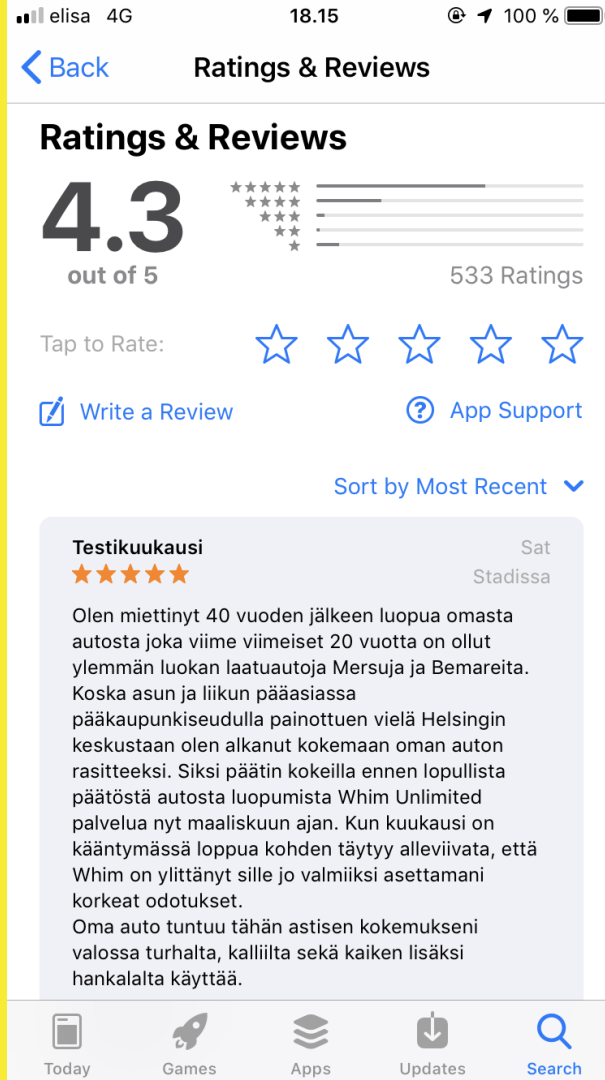 elisa 4G 18.15 100 %
Back Ratings & Reviews
Ratings & Reviews
4.3
out of 5 533 Ratings
Tap to Rate:
Write a Review App Support
Sort by Most Recent
Testikuukausi Sat
Stadissa
Olen miettinyt 40 vuoden jälkeen luopua omasta
autosta joka viime viimeiset 20 vuotta on ollut
ylemmän luokan laatuautoja Mersuja ja Bemareita.
Koska asun ja liikun pääasiassa
pääkaupunkiseudulla painottuen vielä Helsingin
keskustaan olen alkanut kokemaan oman auton
rasitteeksi. Siksi päätin kokeilla ennen lopullista
päätöstä autosta luopumista Whim Unlimited
palvelua nyt maaliskuun ajan. Kun kuukausi on
kääntymässä loppua kohden täytyy alleviivata, että
Whim on ylittänyt sille jo valmiiksi asettamani
korkeat odotukset.
Oma auto tuntuu tähän astisen kokemukseni
valossa turhalta, kalliilta sekä kaiken lisäksi
hankalalta käyttää.
Today Games Apps Updates Search